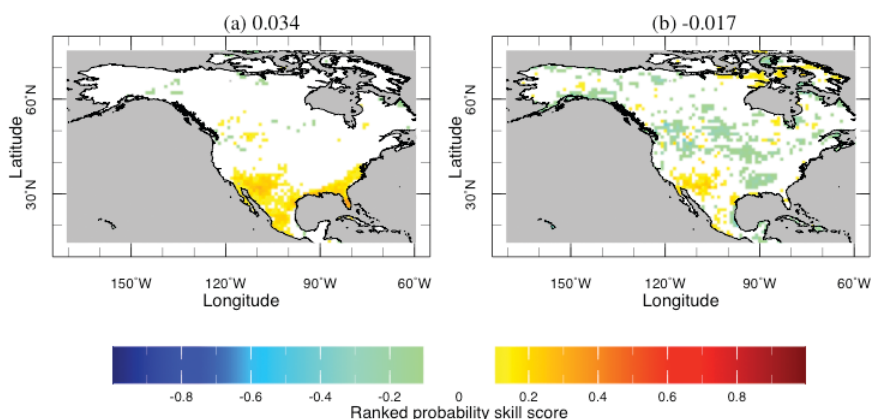 (a) 0.034
(b) -0.017
Latitude
60°N
30°N
150°W 120°W 90°W 60°W
Longitude
Latitude
60°N
30°N
150°W 120°W 90°W 60°W
Longitude
-0.8 -0.6 -0.4 -0.2 0 0.2 0.4 0.6 0.8
Ranked probability skill score